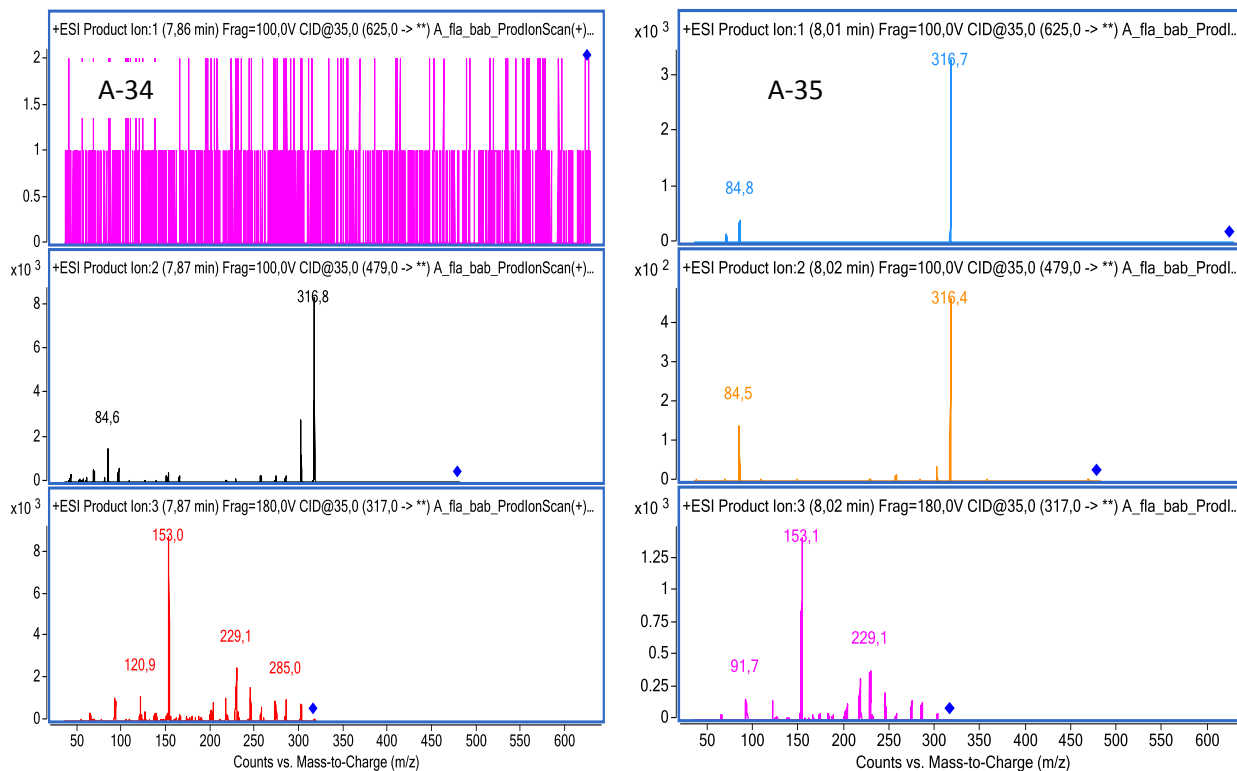 +ESI Product Ion:1 (7,86 min) Frag=100,0V CID@35,0 (625,0 -> **) A_fla_bab_ProdIonScan(+)...
2
1.5
1
0.5
0
A-34
+ESI Product Ion:2 (7,87 min) Frag=100,0V CID@35,0 (479,0 -> **) A_fla_bab_ProdIonScan(+)...
x10 3
8
6
4
2
0
316,8
84,6
+ESI Product Ion:3 (7,87 min) Frag=180,0V CID@35,0 (317,0 -> **) A_fla_bab_ProdIonScan(+)...
x10 3
8
6
4
2
0
153,0
229,1
120,9
285,0
50 100 150 200 250 300 350 400 450 500 550 600
Counts vs. Mass-to-Charge (m/z)
+ESI Product Ion:1 (8,01 min) Frag=100,0V CID@35,0 (625,0 -> **) A_fla_bab_ProdI...
x10 3
3
2
1
0
316,7
A-35
84,8
+ESI Product Ion:2 (8,02 min) Frag=100,0V CID@35,0 (479,0 -> **) A_fla_bab_ProdI...
x10 2
4
3
2
1
0
316,4
84,5
+ESI Product Ion:3 (8,02 min) Frag=180,0V CID@35,0 (317,0 -> **) A_fla_bab_ProdI...
x10 3
1.25
1
0.75
0.5
0.25
0
153,1
229,1
91,7
50 100 150 200 250 300 350 400 450 500 550 600
Counts vs. Mass-to-Charge (m/z)